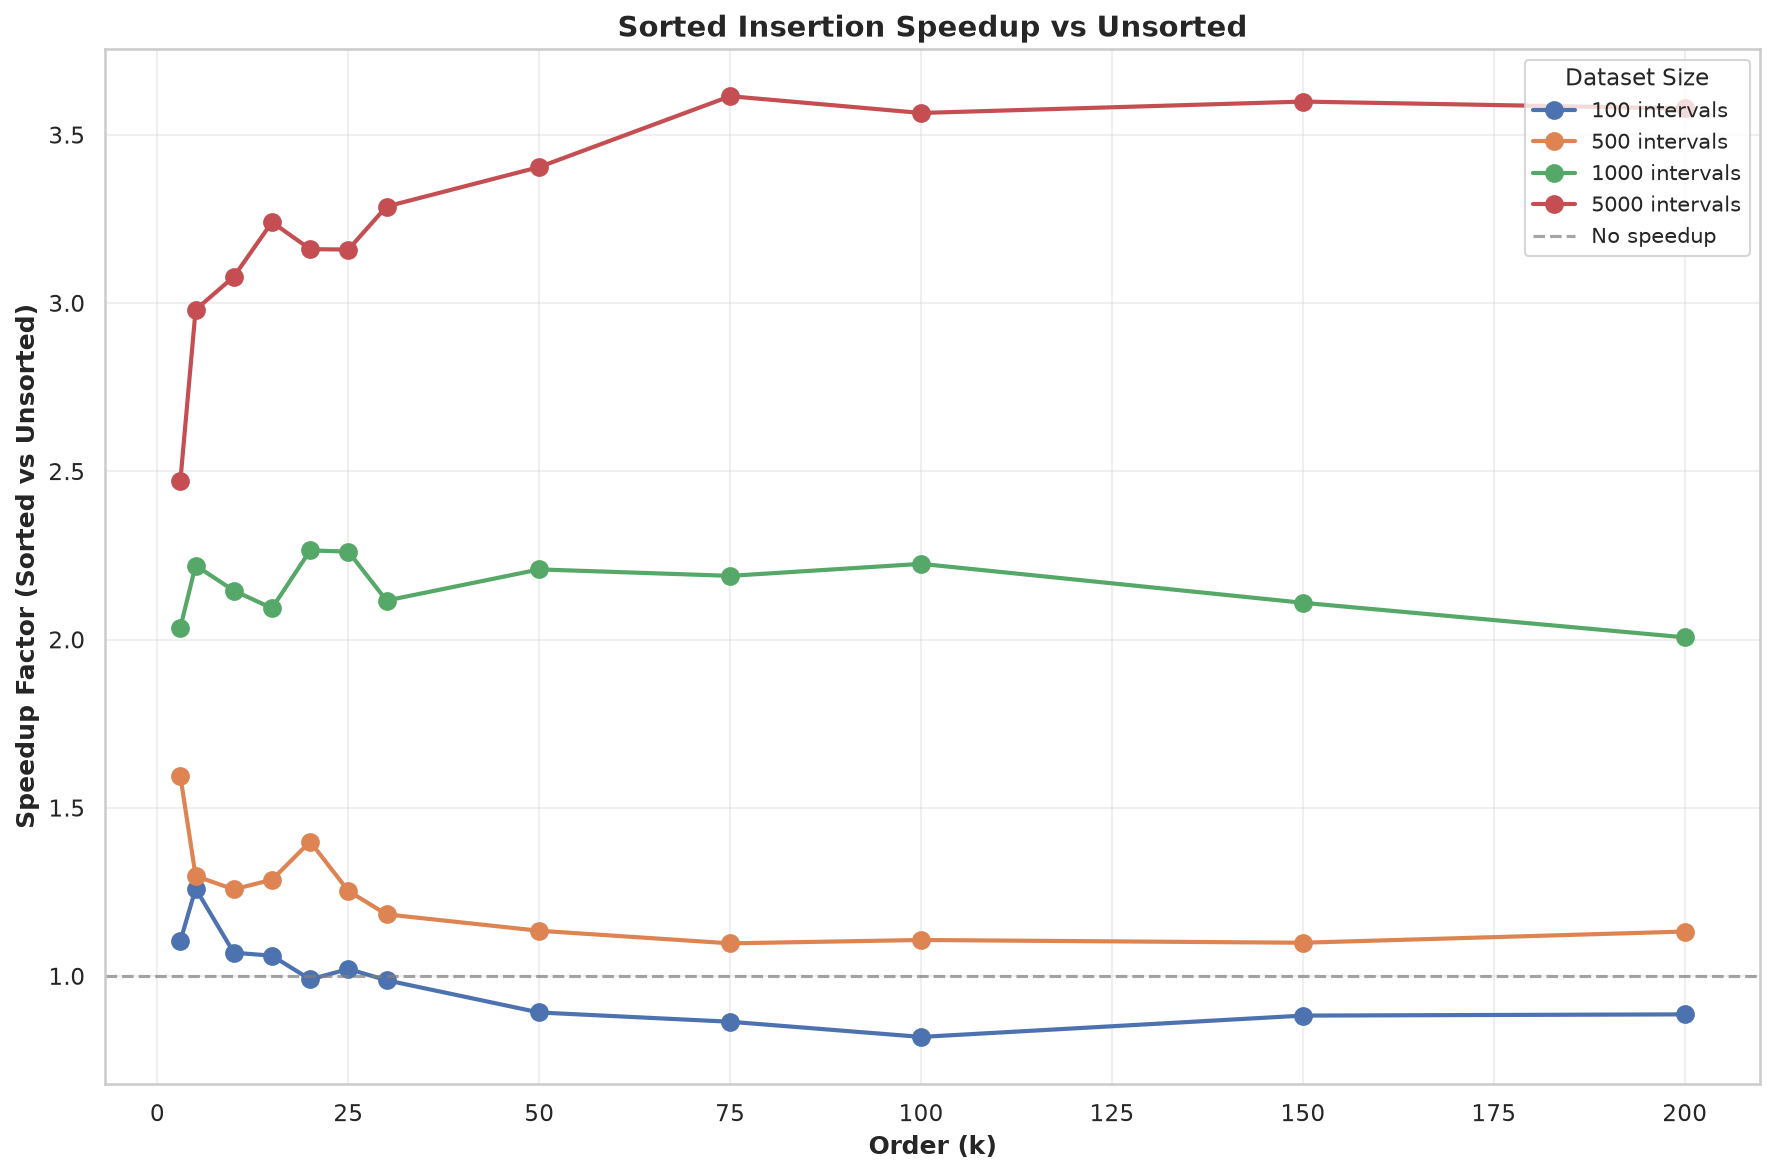 Sorted Insertion Speedup vs Unsorted
Speedup Factor (Sorted vs Unsorted)
3.5
3.0
2.5
2.0
1.5
1.0
Dataset Size
100 intervals
500 intervals
1000 intervals
5000 intervals
No speedup
0 25 50 75 100 125 150 175 200
Order (k)